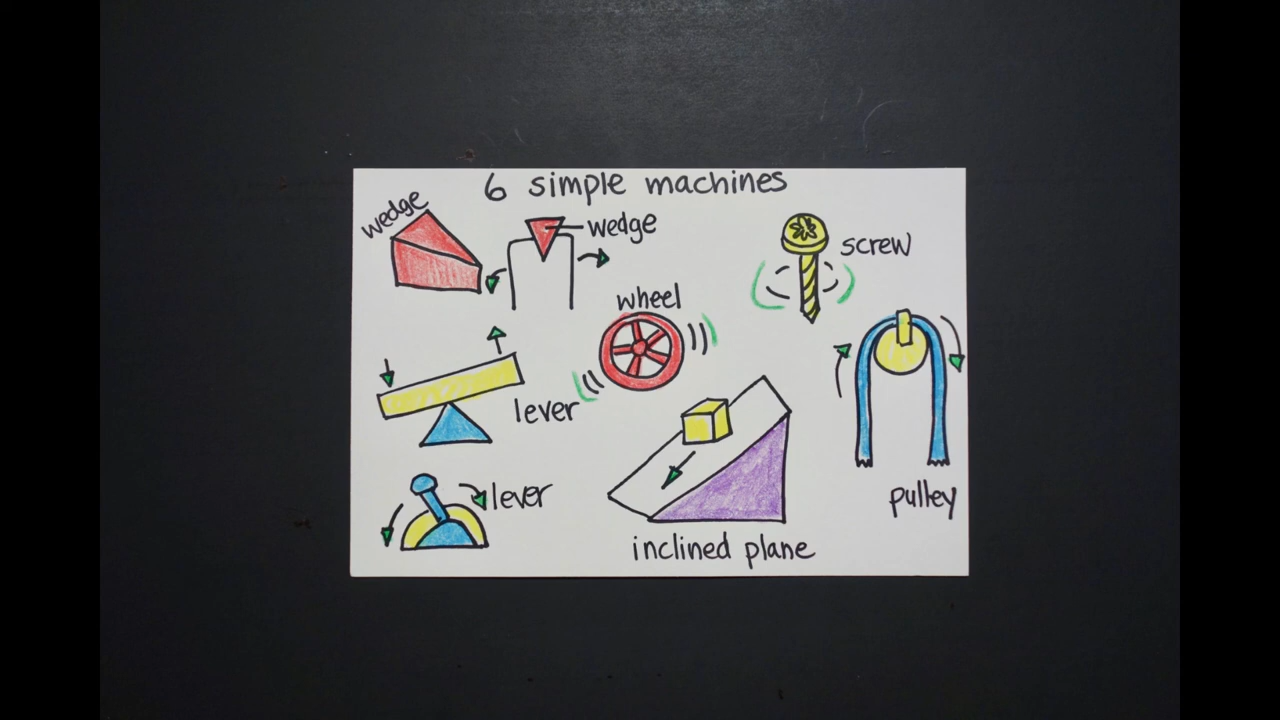 6 simple machines
wedge
wedge
screw
wheel
lever
lever
pulley
inclined plane